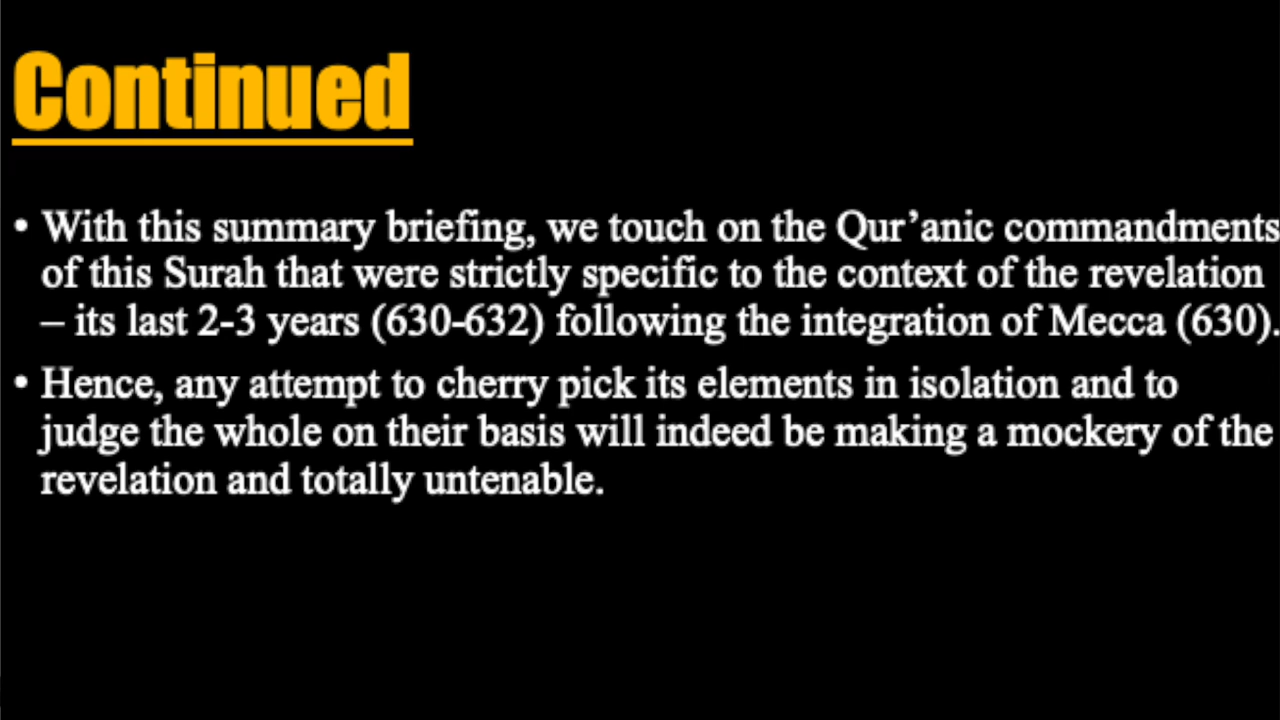 Continued
• With this summary briefing, we touch on the Qur’anic commandments
of this Surah that were strictly specific to the context of the revelation
– its last 2-3 years (630-632) following the integration of Mecca (630).
• Hence, any attempt to cherry pick its elements in isolation and to
judge the whole on their basis will indeed be making a mockery of the
revelation and totally untenable.